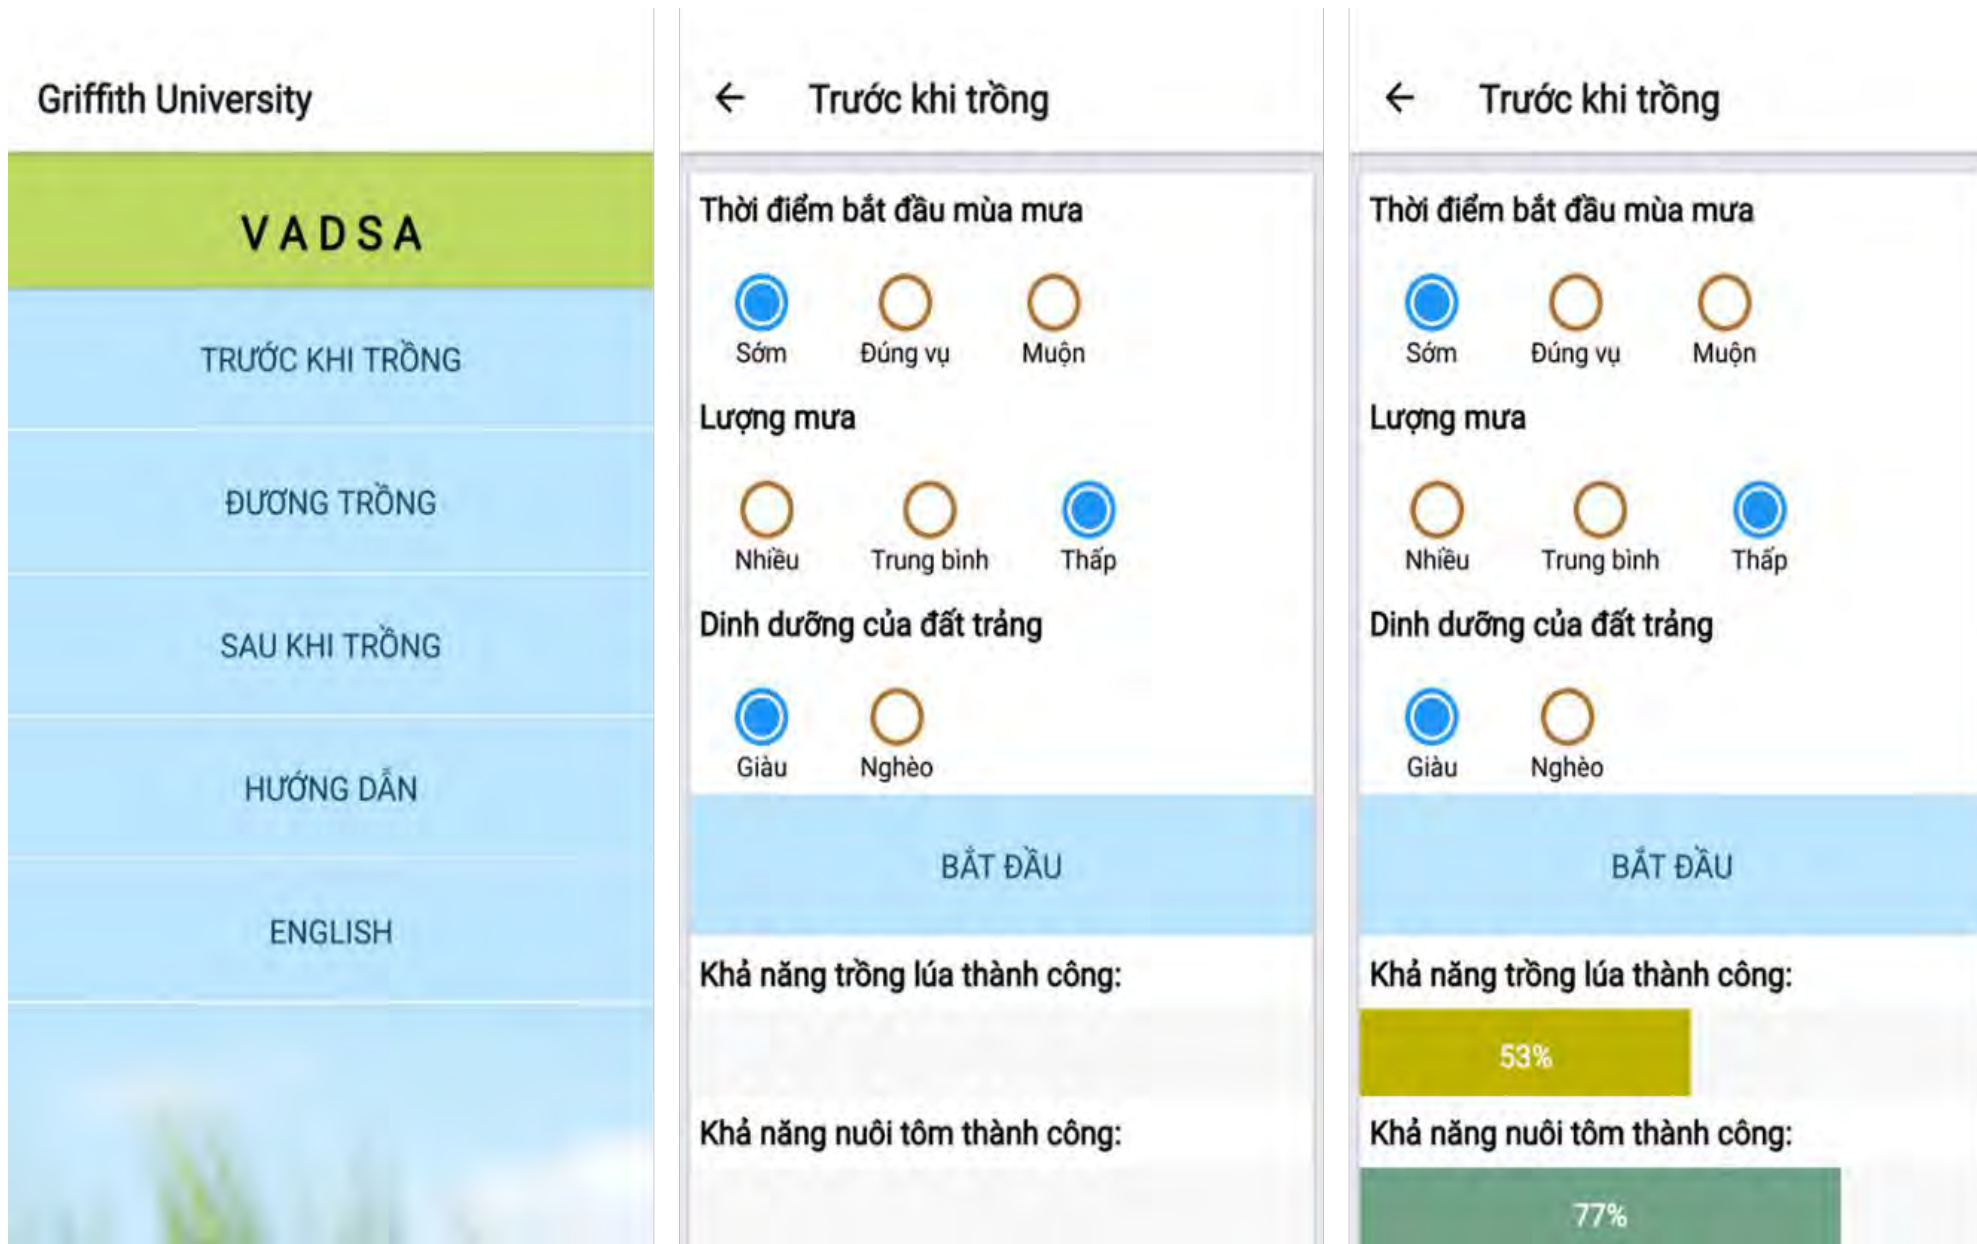 Griffith University
VADSA
TRƯỚC KHI TRỒNG
ĐƯƠNG TRỒNG
SAU KHI TRỒNG
HƯỚNG DẪN
ENGLISH
Trước khi trồng
Thời điểm bắt đầu mùa mưa
Sớm Đúng vụ Muộn
Lượng mưa
Nhiều Trung bình Thấp
Dinh dưỡng của đất trảng
Giàu Nghèo
BẮT ĐẦU
Khả năng trồng lúa thành công:
Khả năng nuôi tôm thành công:
Trước khi trồng
Thời điểm bắt đầu mùa mưa
Sớm Đúng vụ Muộn
Lượng mưa
Nhiều Trung bình Thấp
Dinh dưỡng của đất trảng
Giàu Nghèo
BẮT ĐẦU
Khả năng trồng lúa thành công:
53%
Khả năng nuôi tôm thành công:
77%